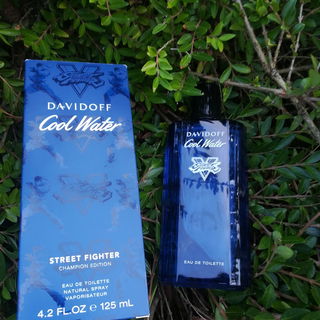 DAVIDOFF
Cool Water
STREET FIGHTER
CHAMPION EDITION
EAU DE TOILETTE
NATURAL SPRAY
VAPORISATEUR
4.2 FL.OZ e 125 mL
DAVIDOFF
Cool Water
EAU DE TOILETTE